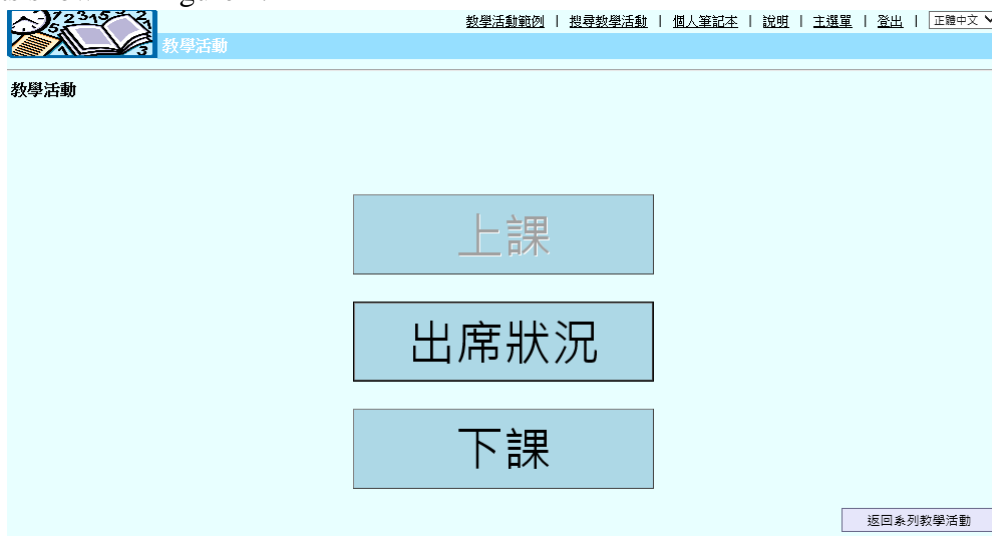 教學活動範例 | 搜尋教學活動 | 個人筆記本 | 說明 | 主選單 | 登出 | 正體中文
教學活動
教學活動
上課
出席狀況
下課
返回系列教學活動